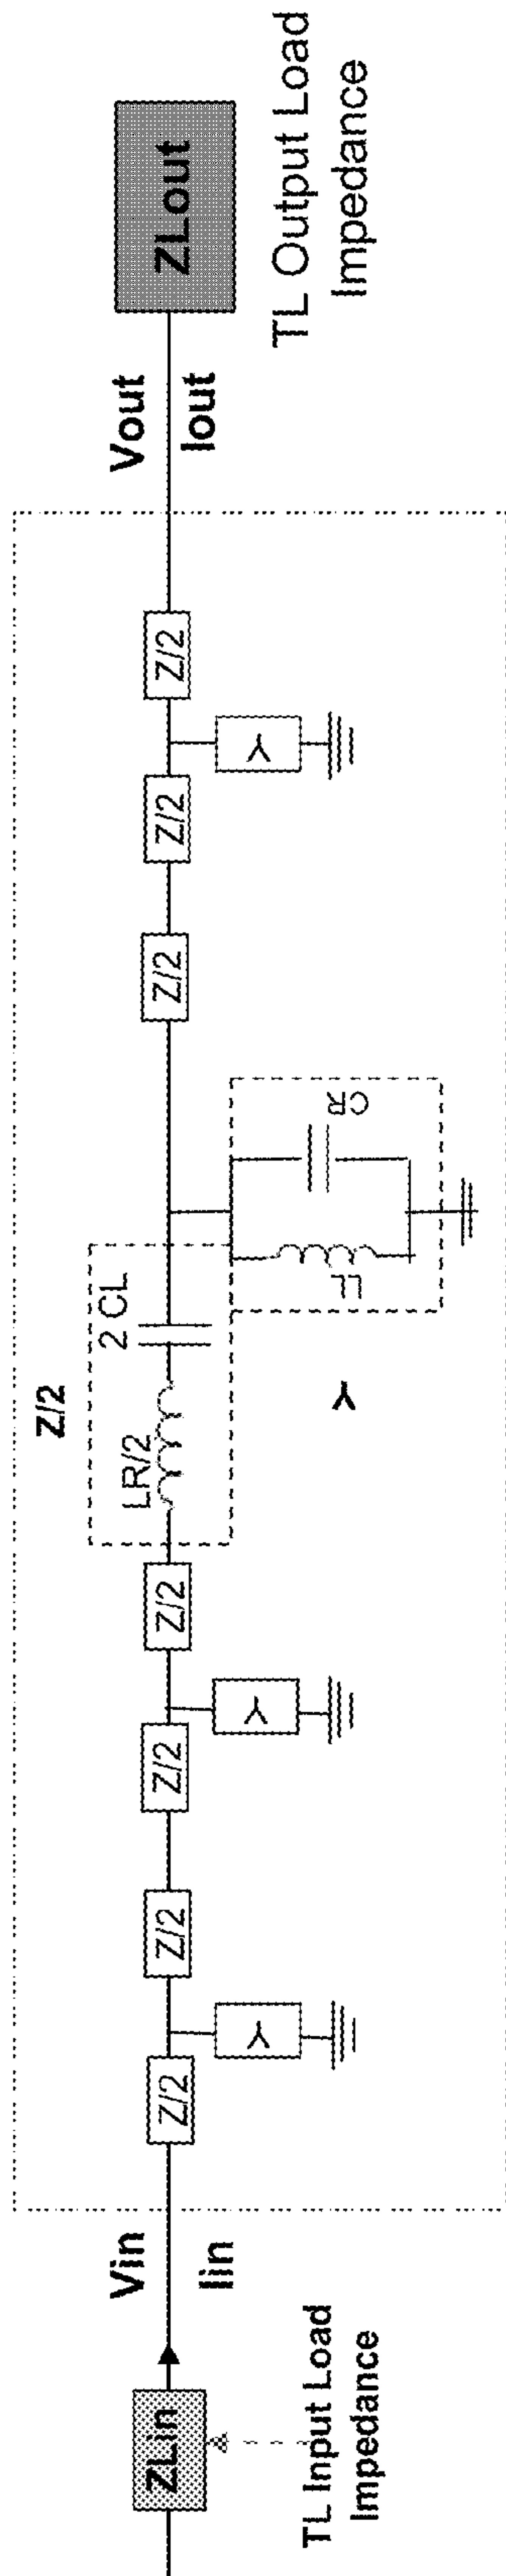 ZLin
TL Input Load
Impedance
Vin
Iin
Z/2
Y
Z/2
Z/2
Y
Z/2
Z/2
LR/2
2 CL
Y
LL
CR
Z/2
Z/2
Y
Z/2
Vout
Iout
ZLout
TL Output Load
Impedance